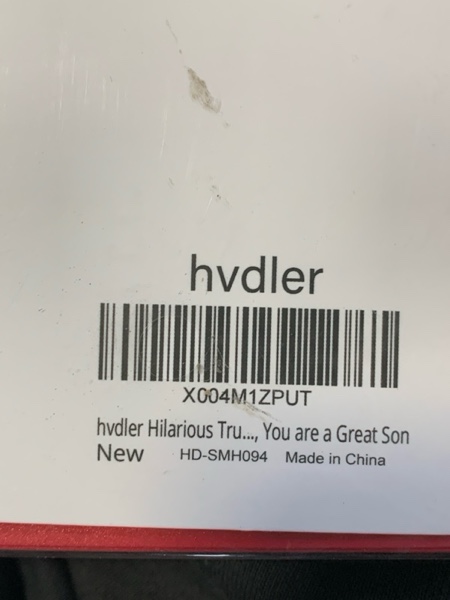 hvdler
X004M1ZPUT
hvdler Hilarious Tru..., You are a Great Son
New HD-SMH094 Made in China